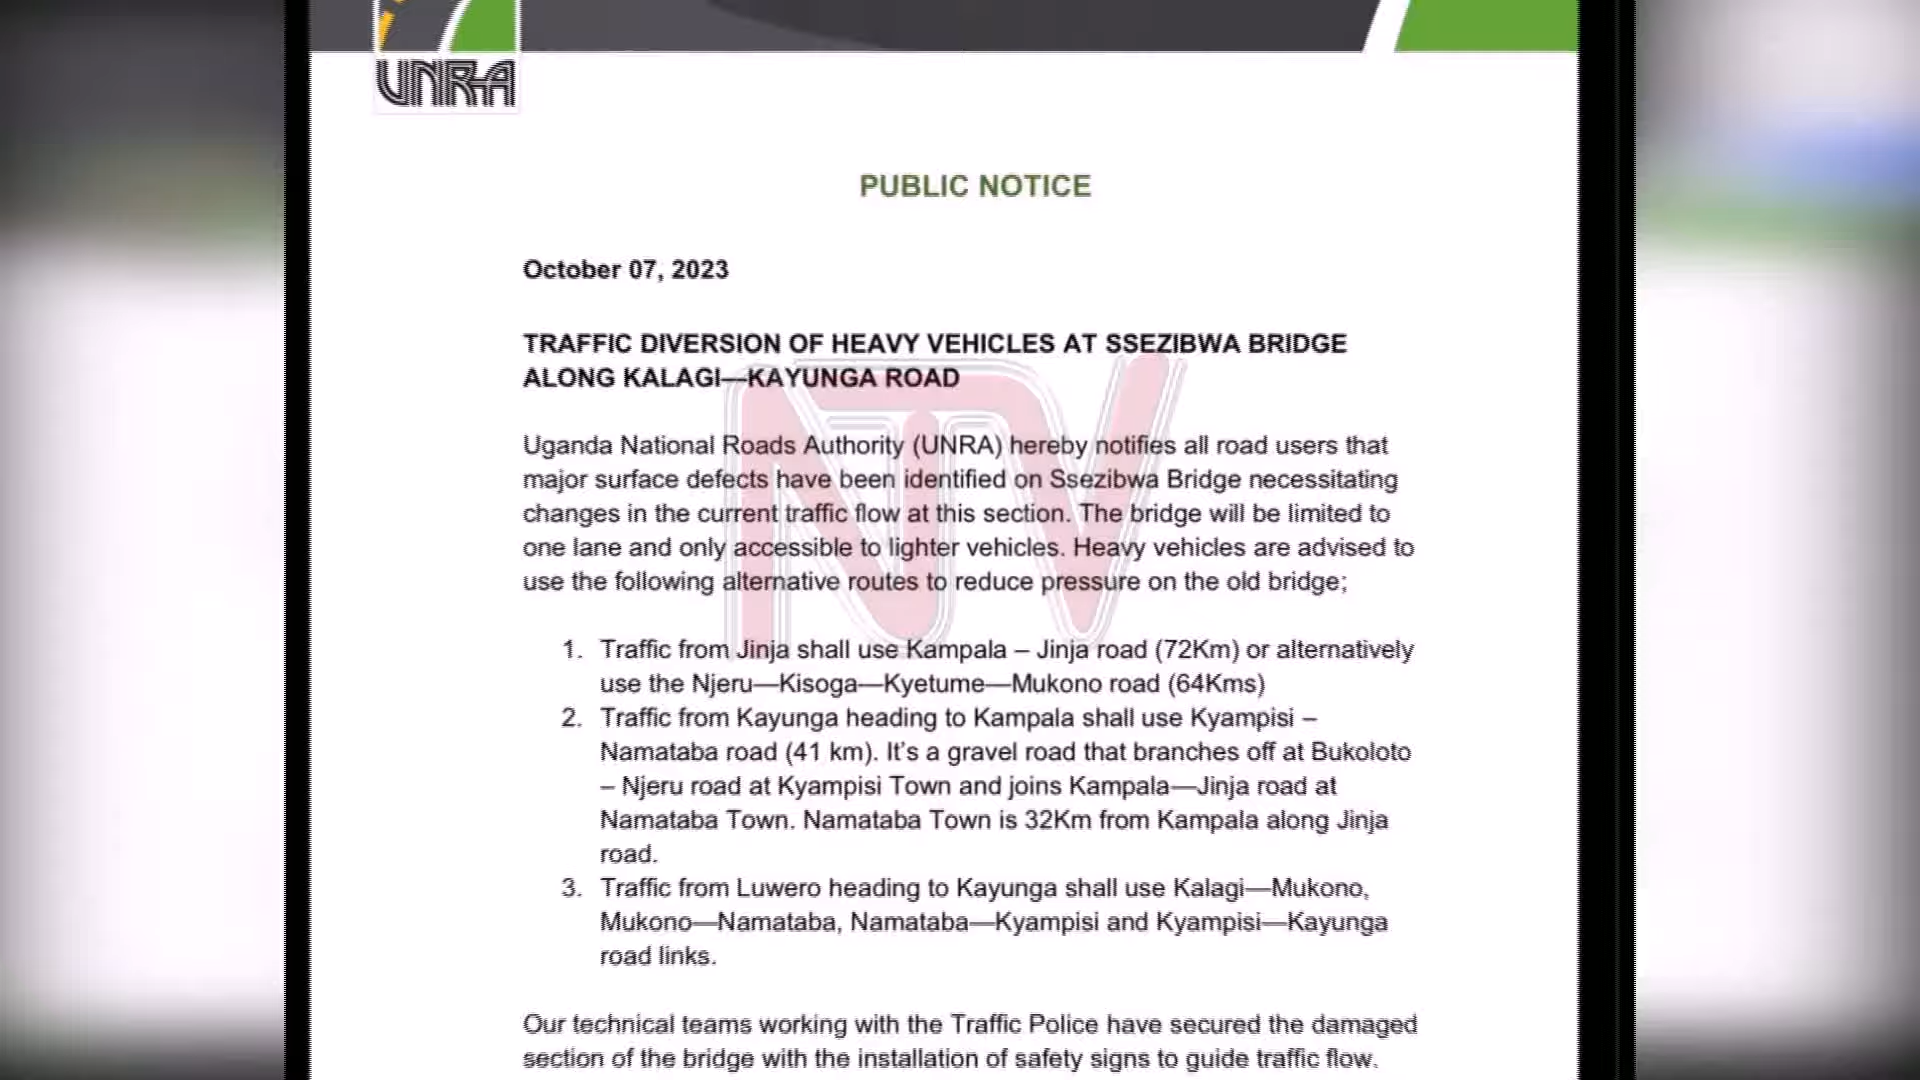 UNRA
PUBLIC NOTICE
October 07, 2023
TRAFFIC DIVERSION OF HEAVY VEHICLES AT SSEZIBWA BRIDGE
ALONG KALAGI—KAYUNGA ROAD
NTV
Uganda National Roads Authority (UNRA) hereby notifies all road users that
major surface defects have been identified on Ssezibwa Bridge necessitating
changes in the current traffic flow at this section. The bridge will be limited to
one lane and only accessible to lighter vehicles. Heavy vehicles are advised to
use the following alternative routes to reduce pressure on the old bridge;
1. Traffic from Jinja shall use Kampala – Jinja road (72Km) or alternatively
use the Njeru—Kisoga—Kyetume—Mukono road (64Kms)
2. Traffic from Kayunga heading to Kampala shall use Kyampisi –
Namataba road (41 km). It's a gravel road that branches off at Bukoloto
– Njeru road at Kyampisi Town and joins Kampala—Jinja road at
Namataba Town. Namataba Town is 32Km from Kampala along Jinja
road.
3. Traffic from Luwero heading to Kayunga shall use Kalagi—Mukono,
Mukono—Namataba, Namataba—Kyampisi and Kyampisi—Kayunga
road links.
Our technical teams working with the Traffic Police have secured the damaged
section of the bridge with the installation of safety signs to guide traffic flow.